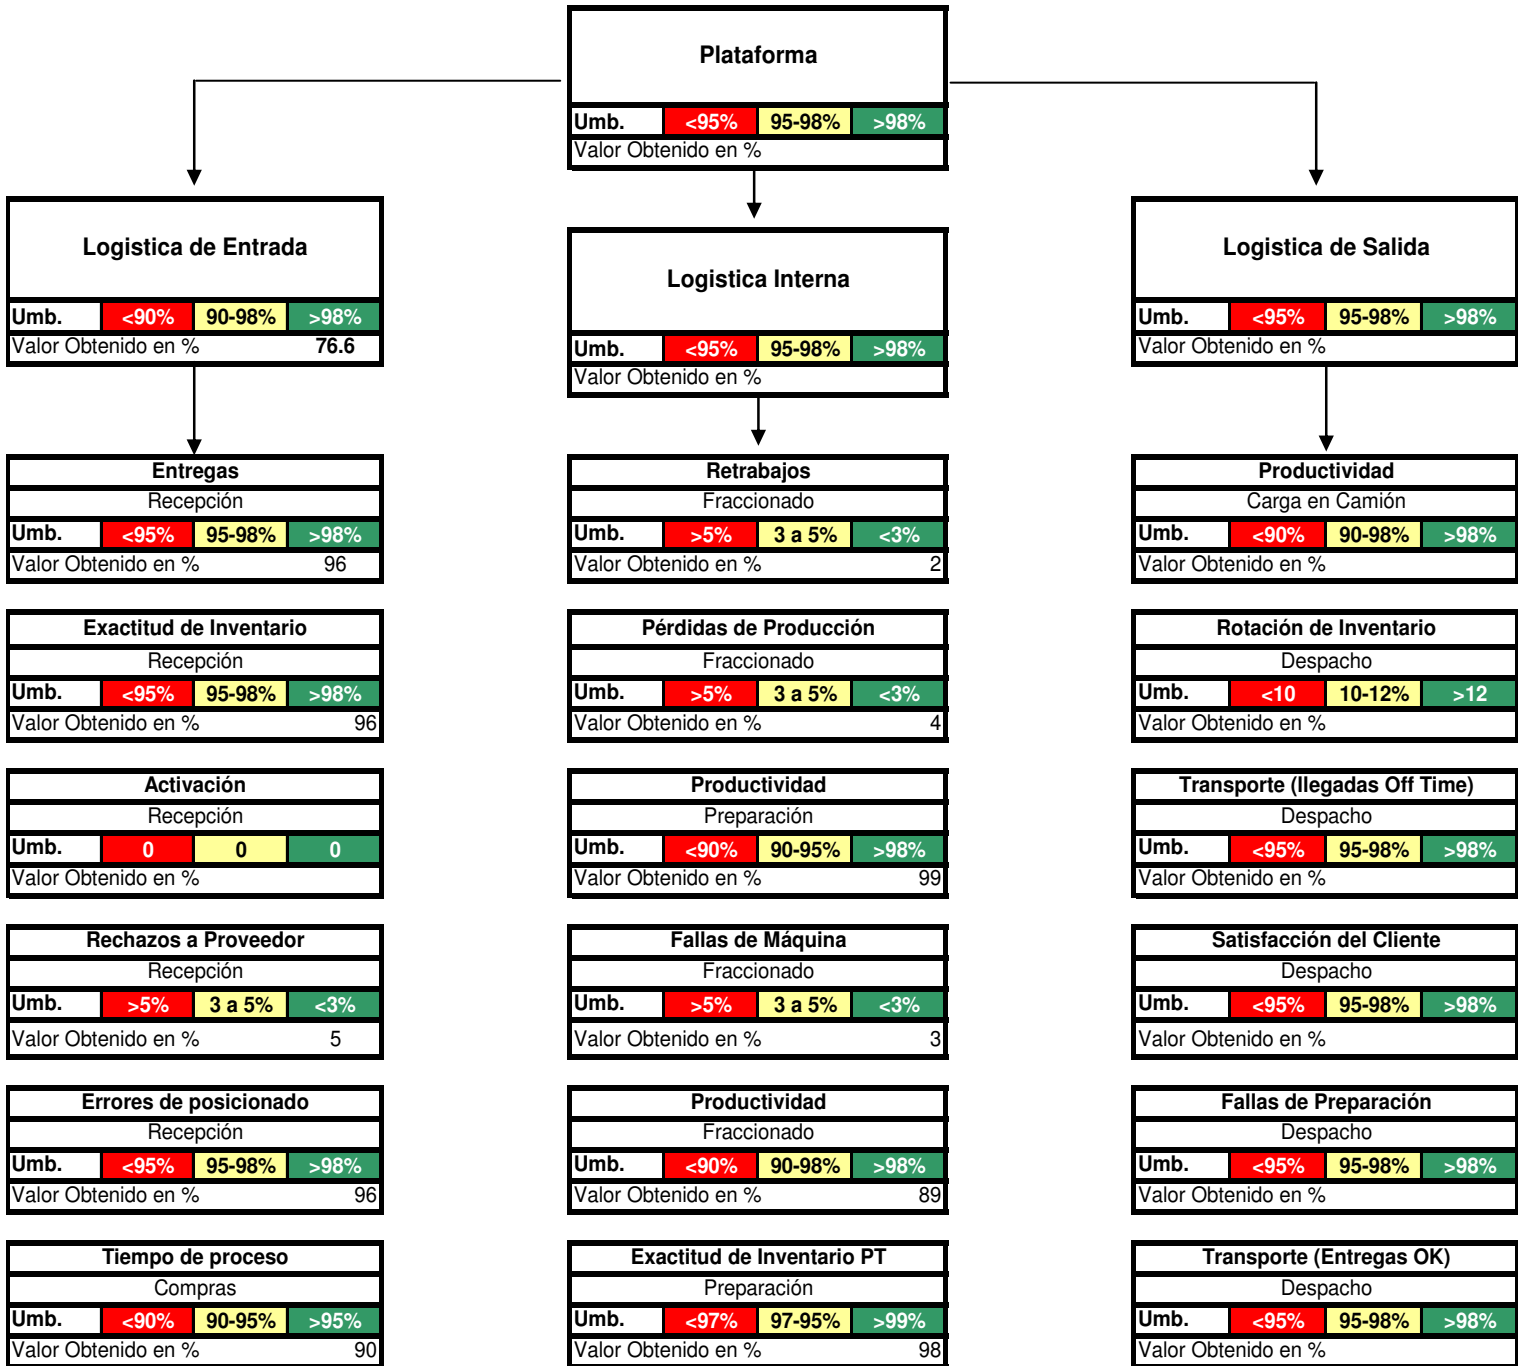 Plataforma
Umb. <95% 95-98% >98%
Valor Obtenido en %
Logistica de Entrada
Umb. <90% 90-98% >98%
Valor Obtenido en % 76.6
Logistica Interna
Umb. <95% 95-98% >98%
Valor Obtenido en %
Logistica de Salida
Umb. <95% 95-98% >98%
Valor Obtenido en %
Entregas
Recepción
Umb. <95% 95-98% >98%
Valor Obtenido en % 96
Exactitud de Inventario
Recepción
Umb. <95% 95-98% >98%
Valor Obtenido en % 96
Activación
Recepción
Umb. 0 0 0
Valor Obtenido en %
Rechazos a Proveedor
Recepción
Umb. >5% 3 a 5% <3%
Valor Obtenido en % 5
Errores de posicionado
Recepción
Umb. <95% 95-98% >98%
Valor Obtenido en % 96
Tiempo de proceso
Compras
Umb. <90% 90-95% >95%
Valor Obtenido en % 90
Retrabajos
Fraccionado
Umb. >5% 3 a 5% <3%
Valor Obtenido en % 2
Pérdidas de Producción
Fraccionado
Umb. >5% 3 a 5% <3%
Valor Obtenido en % 4
Productividad
Preparación
Umb. <90% 90-95% >98%
Valor Obtenido en % 99
Fallas de Máquina
Fraccionado
Umb. >5% 3 a 5% <3%
Valor Obtenido en % 3
Productividad
Fraccionado
Umb. <90% 90-98% >98%
Valor Obtenido en % 89
Exactitud de Inventario PT
Preparación
Umb. <97% 97-95% >99%
Valor Obtenido en % 98
Productividad
Carga en Camión
Umb. <90% 90-98% >98%
Valor Obtenido en %
Rotación de Inventario
Despacho
Umb. <10 10-12% >12
Valor Obtenido en %
Transporte (llegadas Off Time)
Despacho
Umb. <95% 95-98% >98%
Valor Obtenido en %
Satisfacción del Cliente
Despacho
Umb. <95% 95-98% >98%
Valor Obtenido en %
Fallas de Preparación
Despacho
Umb. <95% 95-98% >98%
Valor Obtenido en %
Transporte (Entregas OK)
Despacho
Umb. <95% 95-98% >98%
Valor Obtenido en %